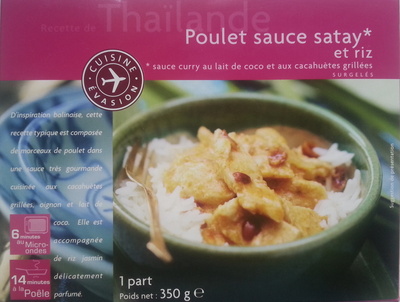 Recette de Thaïlande
Poulet sauce satay*
et riz
* sauce curry au lait de coco et aux cacahuètes grillées
SURGELÉS
CUISINE
ÉVASION
D'inspiration balinaise, cette
recette typique est composée
de morceaux de poulet dans
une sauce très gourmande
cuisinée aux cacahuètes
grillées, oignon et lait de
coco. Elle est
accompagnée
de riz jasmin
délicatement
parfumé.
6 minutes
au Micro-
ondes
14 minutes
à la Poêle
1 part
Poids net : 350 g e